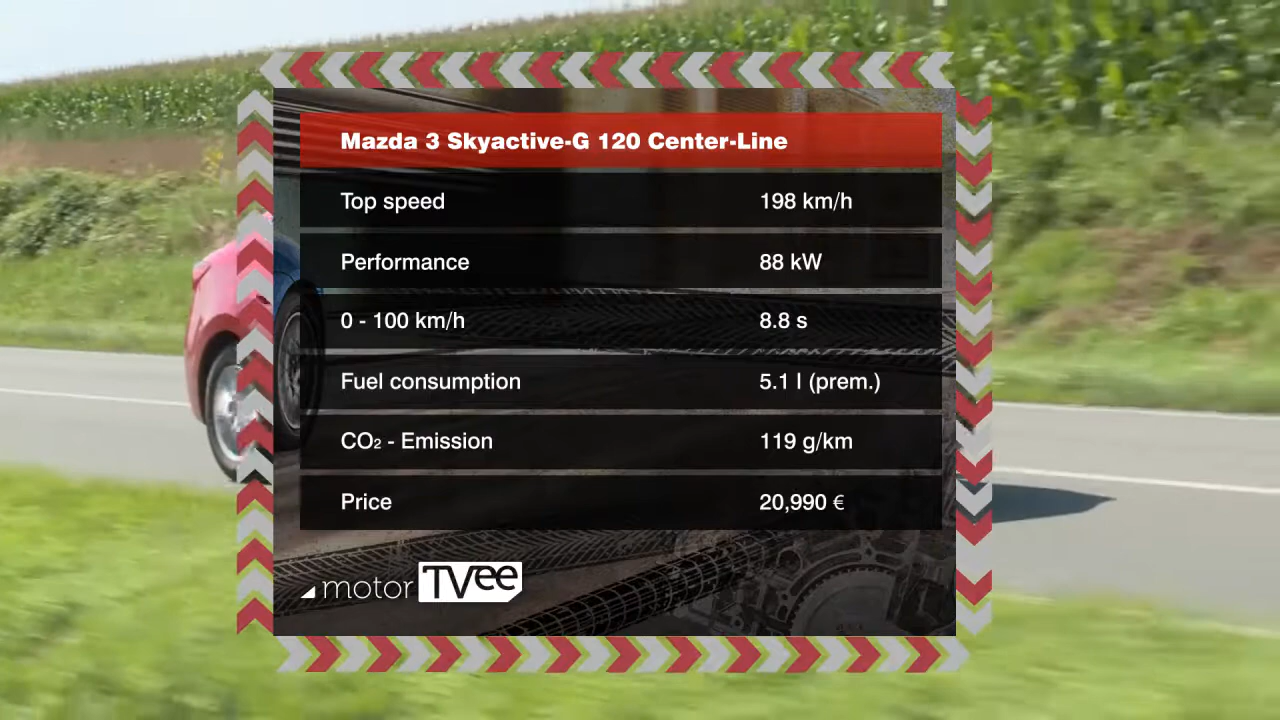 Mazda 3 Skyactive-G 120 Center-Line
Top speed 198 km/h
Performance 88 kW
0 - 100 km/h 8.8 s
Fuel consumption 5.1 l (prem.)
CO₂ - Emission 119 g/km
Price 20,990 €
motor TVee